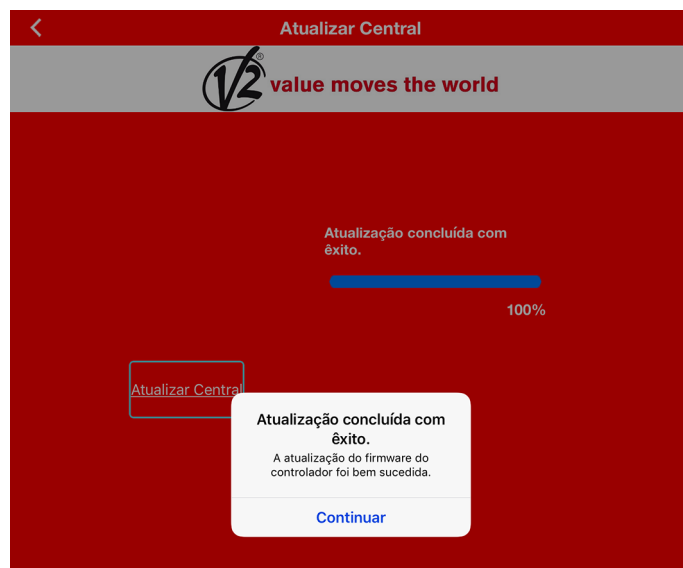 Atualizar Central
V2®
value moves the world
Atualização concluída com
êxito.
100%
Atualizar Central
Atualização concluída com
êxito.
A atualização do firmware do
controlador foi bem sucedida.
Continuar